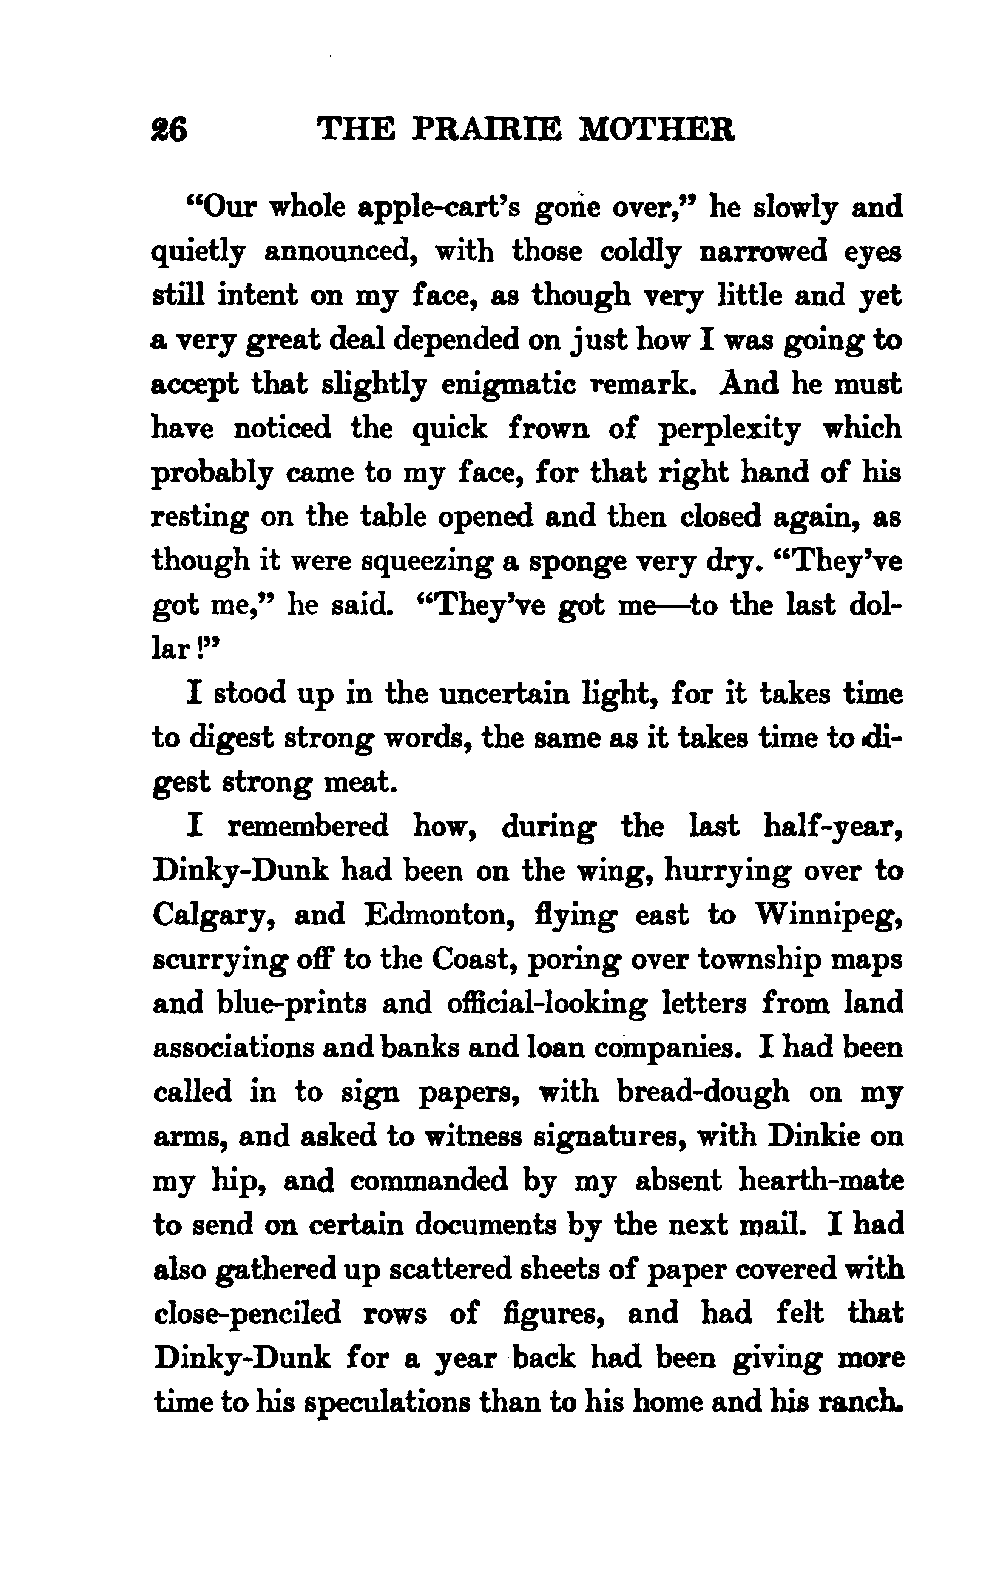 26 THE PRAIRIE MOTHER
“Our whole apple-cart’s gone over,” he slowly and
quietly announced, with those coldly narrowed eyes
still intent on my face, as though very little and yet
a very great deal depended on just how I was going to
accept that slightly enigmatic remark. And he must
have noticed the quick frown of perplexity which
probably came to my face, for that right hand of his
resting on the table opened and then closed again, as
though it were squeezing a sponge very dry. “They’ve
got me,” he said. “They’ve got me—to the last dol-
lar!”
I stood up in the uncertain light, for it takes time
to digest strong words, the same as it takes time to di-
gest strong meat.
I remembered how, during the last half-year,
Dinky-Dunk had been on the wing, hurrying over to
Calgary, and Edmonton, flying east to Winnipeg,
scurrying off to the Coast, poring over township maps
and blue-prints and official-looking letters from land
associations and banks and loan companies. I had been
called in to sign papers, with bread-dough on my
arms, and asked to witness signatures, with Dinkie on
my hip, and commanded by my absent hearth-mate
to send on certain documents by the next mail. I had
also gathered up scattered sheets of paper covered with
close-penciled rows of figures, and had felt that
Dinky-Dunk for a year back had been giving more
time to his speculations than to his home and his ranch.